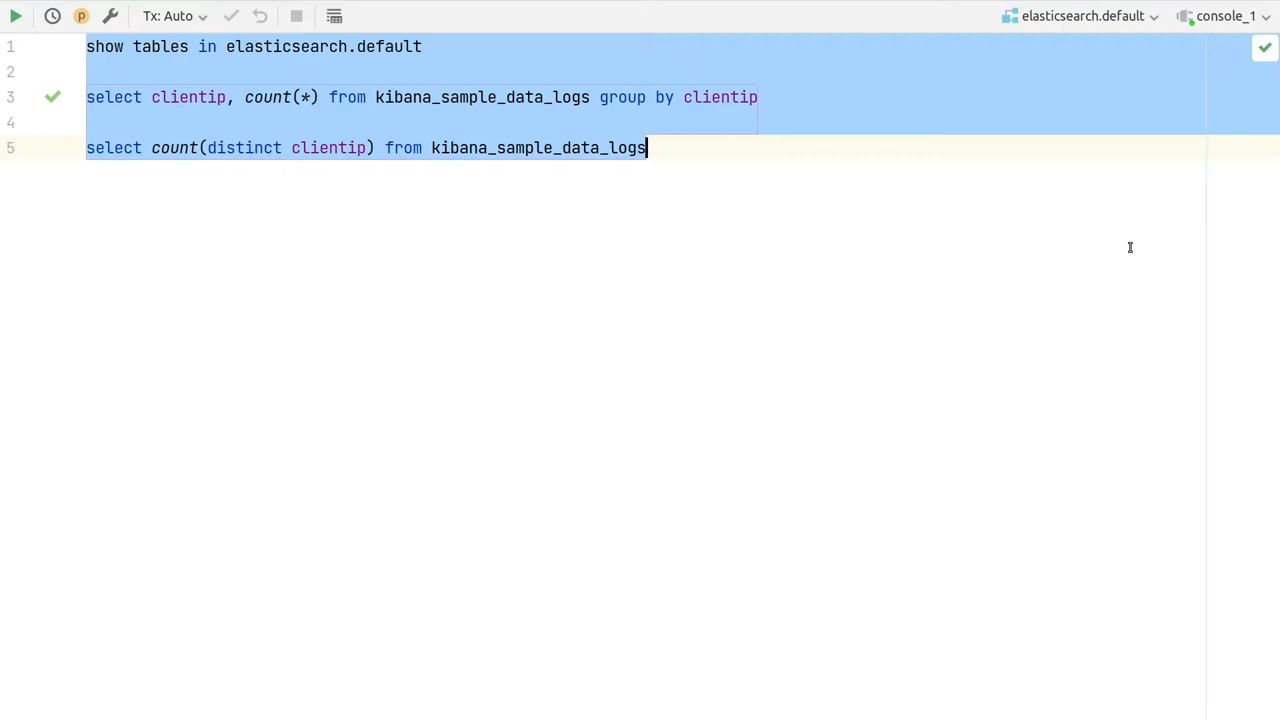 p Tx: Auto elasticsearch.default console_1
1 show tables in elasticsearch.default
2
3 select clientip, count(*) from kibana_sample_data_logs group by clientip
4
5 select count(distinct clientip) from kibana_sample_data_logs